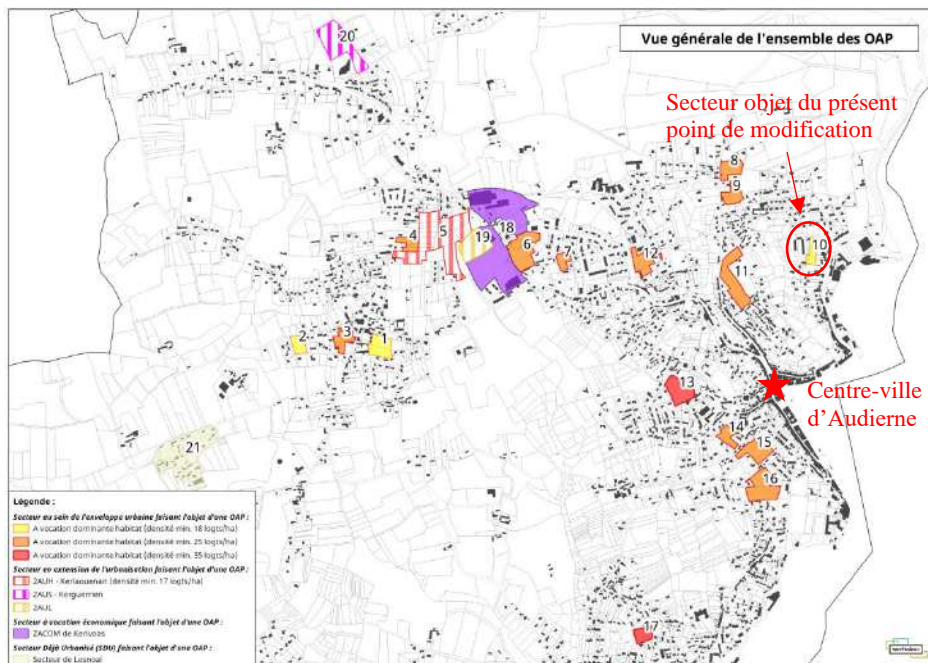 20
Vue générale de l'ensemble des OAP
Secteur objet du présent
point de modification
8
9
5
4
18
19
6
7
12
10
11
2
3
1
13
Centre-ville
d'Audierne
14
15
16
21
17
Légende :
Secteur au sein de l'enveloppe urbaine faisant l'objet d'une OAP :
A vocation dominante habitat (densité min. 18 logts/ha)
A vocation dominante habitat (densité min. 25 logts/ha)
A vocation dominante habitat (densité min. 35 logts/ha)
Secteur en extension de l'urbanisation faisant l'objet d'une OAP :
2AUH - Kerlaouenan (densité min. 17 logts/ha)
2AUS - Kerguerrien
2AUL
Secteur à vocation économique faisant l'objet d'une OAP :
ZACOM de Kerivoas
Secteur Déjà Urbanisé (SDU) faisant l'objet d'une OAP :
Secteur de Lesnoal